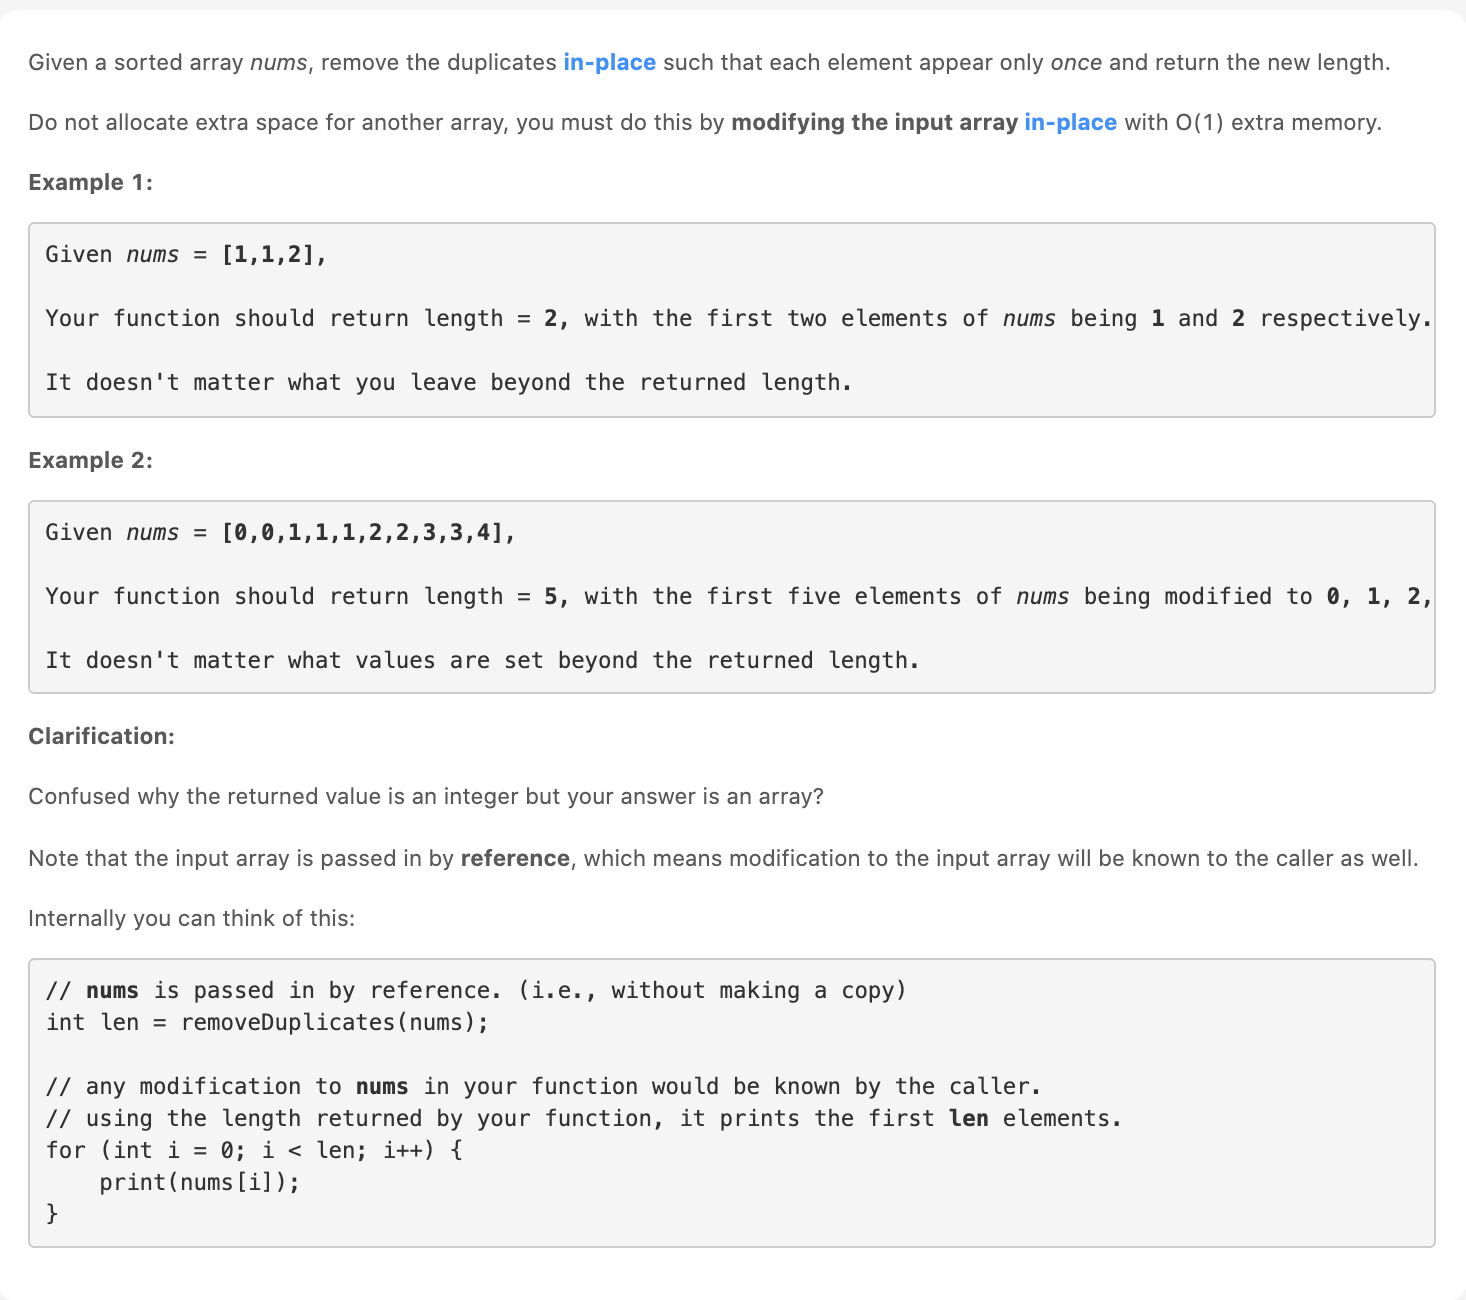 Given a sorted array nums, remove the duplicates in-place such that each element appear only once and return the new length.
Do not allocate extra space for another array, you must do this by modifying the input array in-place with O(1) extra memory.
Example 1:
Given nums = [1,1,2],
Your function should return length = 2, with the first two elements of nums being 1 and 2 respectively.
It doesn't matter what you leave beyond the returned length.
Example 2:
Given nums = [0,0,1,1,1,2,2,3,3,4],
Your function should return length = 5, with the first five elements of nums being modified to 0, 1, 2,
It doesn't matter what values are set beyond the returned length.
Clarification:
Confused why the returned value is an integer but your answer is an array?
Note that the input array is passed in by reference, which means modification to the input array will be known to the caller as well.
Internally you can think of this:
// nums is passed in by reference. (i.e., without making a copy)
int len = removeDuplicates(nums);
// any modification to nums in your function would be known by the caller.
// using the length returned by your function, it prints the first len elements.
for (int i = 0; i < len; i++) {
    print(nums[i]);
}